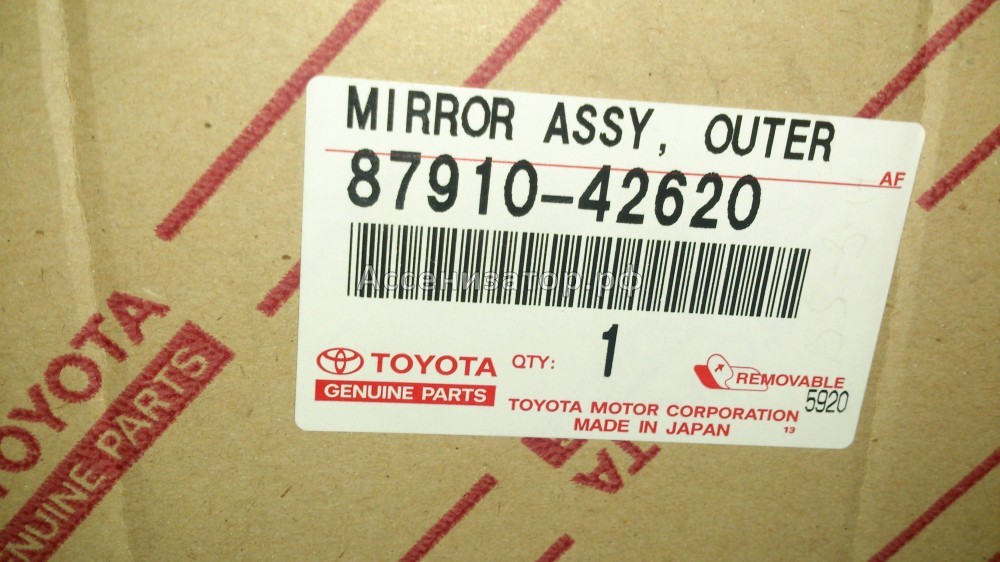 MIRROR ASSY, OUTER
AF
87910-42620
Ассенизатор.рф
QTY: 1
TOYOTA
GENUINE PARTS
REMOVABLE
5920
TOYOTA MOTOR CORPORATION
MADE IN JAPAN
13
TOYOTA
GENUINE PARTS